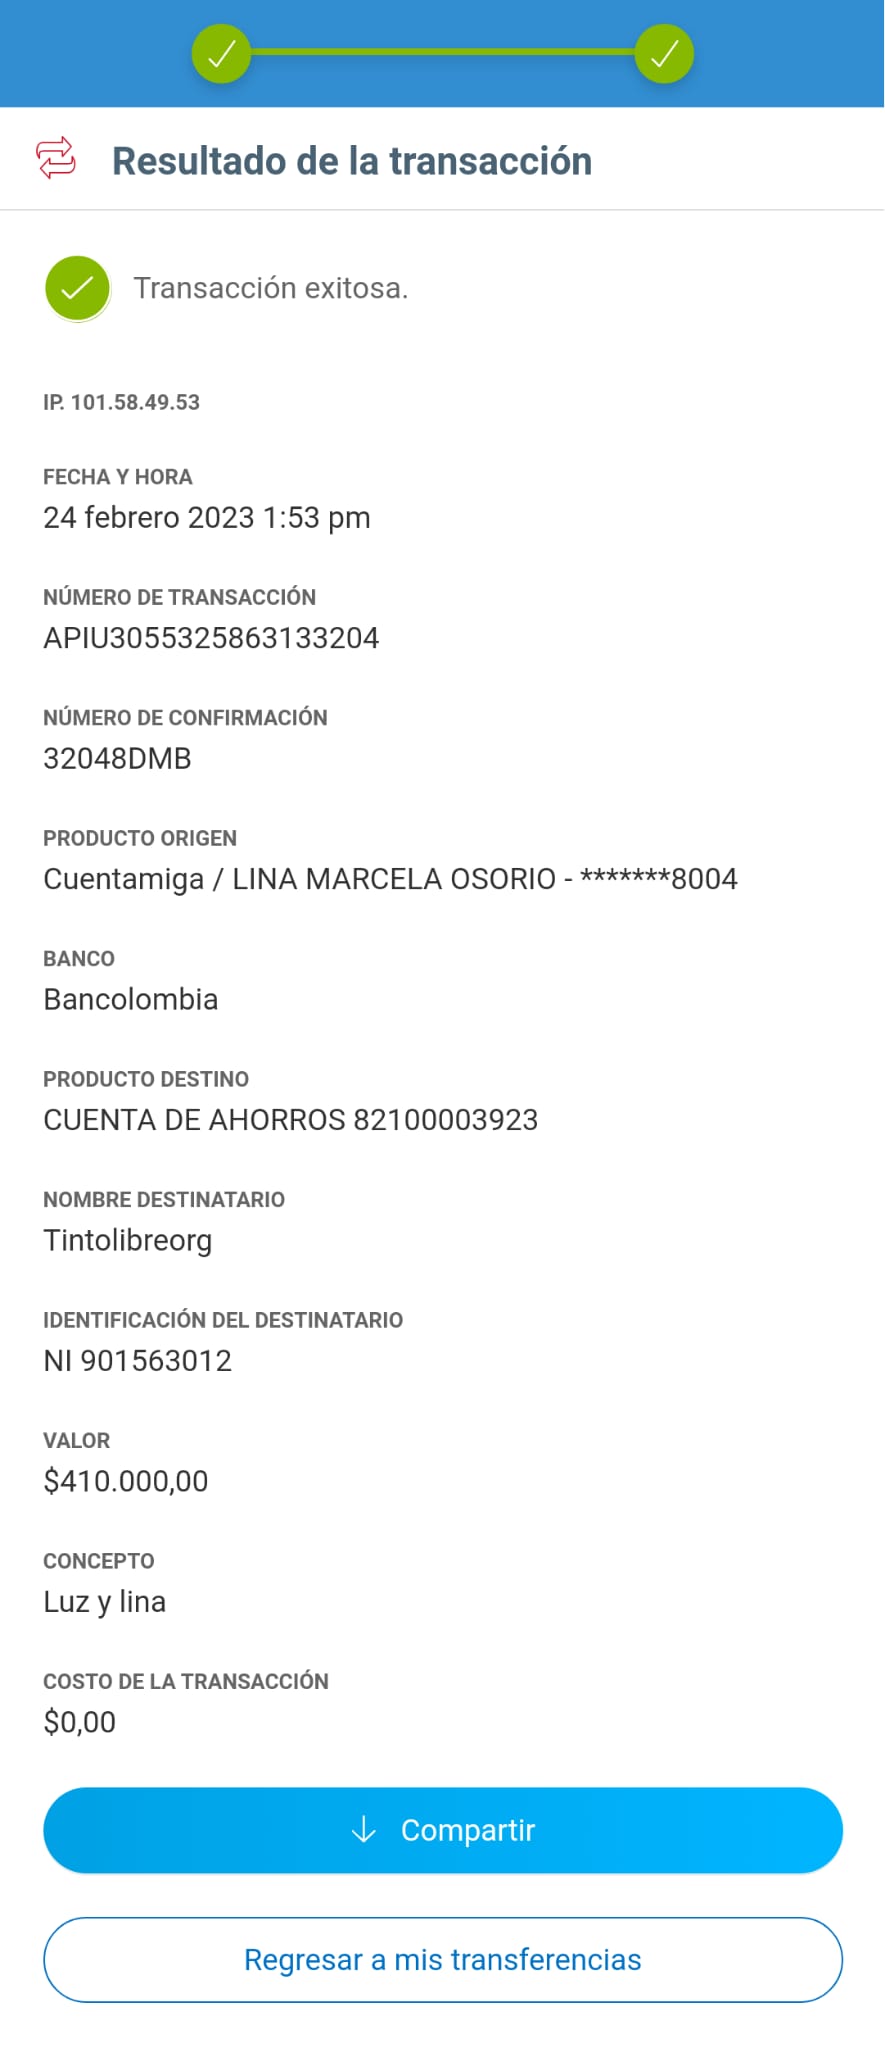 Resultado de la transacción
Transacción exitosa.
IP. 101.58.49.53
FECHA Y HORA
24 febrero 2023 1:53 pm
NÚMERO DE TRANSACCIÓN
APIU3055325863133204
NÚMERO DE CONFIRMACIÓN
32048DMB
PRODUCTO ORIGEN
Cuentamiga / LINA MARCELA OSORIO - *******8004
BANCO
Bancolombia
PRODUCTO DESTINO
CUENTA DE AHORROS 82100003923
NOMBRE DESTINATARIO
Tintolibreorg
IDENTIFICACIÓN DEL DESTINATARIO
NI 901563012
VALOR
$410.000,00
CONCEPTO
Luz y lina
COSTO DE LA TRANSACCIÓN
$0,00
Compartir
Regresar a mis transferencias